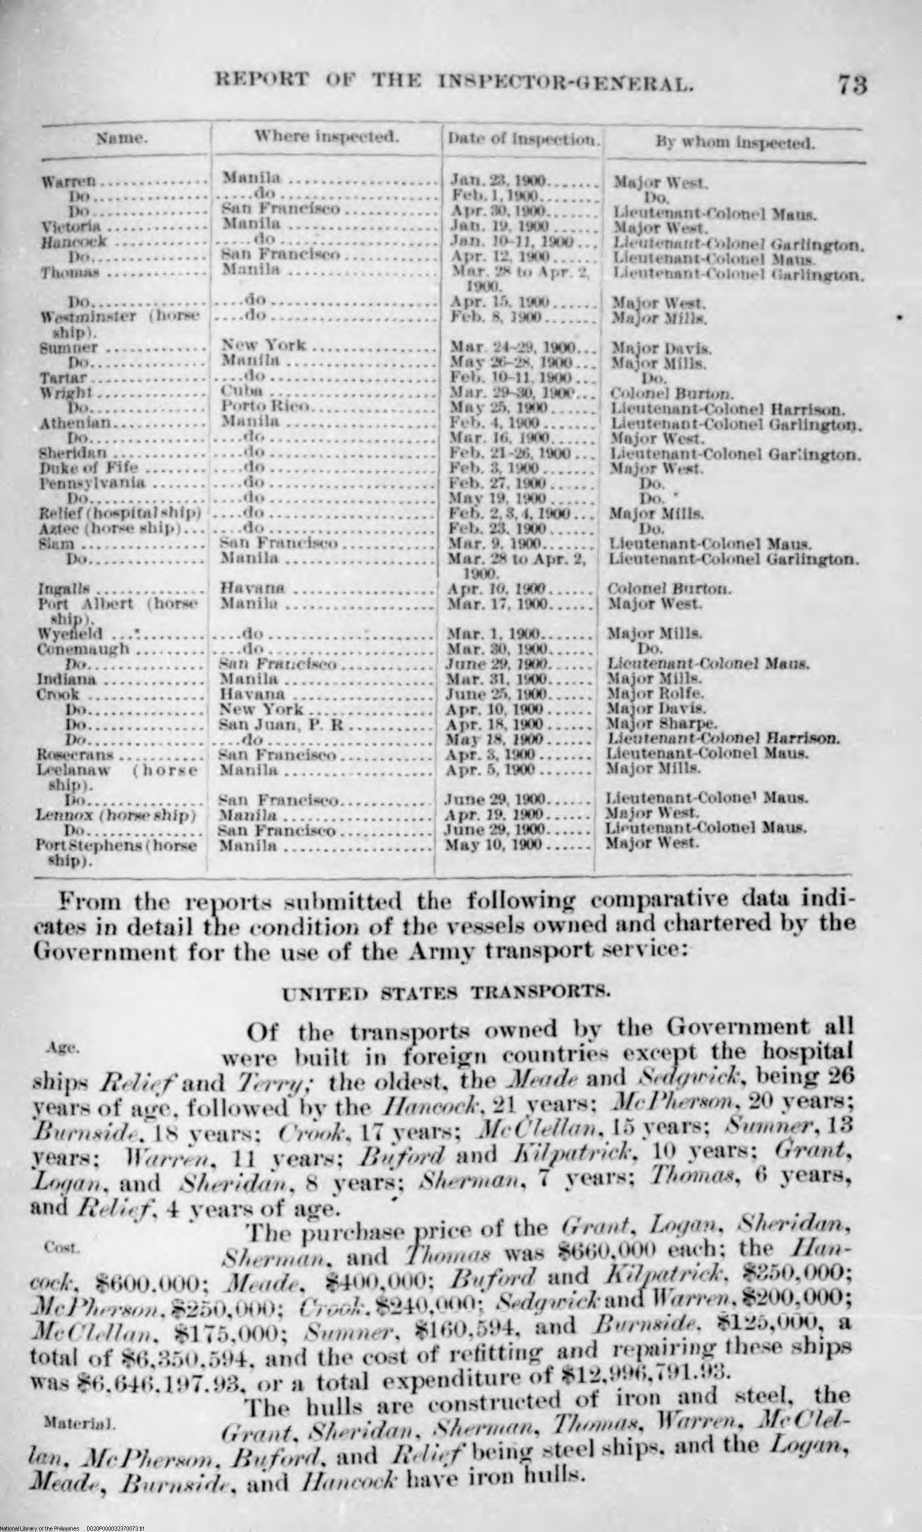 REPORT OF THE INSPECTOR-GENERAL. 73
Name. Where inspected. Date of inspection. By whom inspected.
Warren Manila Jan. 23, 1900 Major West.
Do do Feb. 1, 1900 Do.
Do San Francisco Apr. 30, 1900 Lieutenant-Colonel Maus.
Victoria Manila Jan. 19, 1900 Major West.
Hancock do Jan. 10-11, 1900 Lieutenant-Colonel Garlington.
Do San Francisco Apr. 12, 1900 Lieutenant-Colonel Maus.
Thomas Manila Mar. 28 to Apr. 2, Lieutenant-Colonel Garlington.
1900.
Do do Apr. 15, 1900 Major West.
Westminster (horse do Feb. 8, 1900 Major Mills.
ship).
Sumner New York Mar. 24-29, 1900 Major Davis.
Do Manila May 26-28, 1900 Major Mills.
Tartar do Feb. 10-11, 1900 Do.
Wright Cuba Mar. 29-30, 1900 Colonel Burton.
Do Porto Rico May 25, 1900 Lieutenant-Colonel Harrison.
Athenian Manila Feb. 4, 1900 Lieutenant-Colonel Garlington.
Do do Mar. 16, 1900 Major West.
Sheridan do Feb. 21-26, 1900 Lieutenant-Colonel Garlington.
Duke of Fife do Feb. 3, 1900 Major West.
Pennsylvania do Feb. 27, 1900 Do.
Do do May 19, 1900 Do.
Relief (hospital ship) do Feb. 2, 3, 4, 1900 Major Mills.
Aztec (horse ship) do Feb. 23, 1900 Do.
Siam San Francisco Mar. 9, 1900 Lieutenant-Colonel Maus.
Do Manila Mar. 28 to Apr. 2, Lieutenant-Colonel Garlington.
1900.
Ingalls Havana Apr. 10, 1900 Colonel Burton.
Port Albert (horse Manila Mar. 17, 1900 Major West.
ship).
Wyefield do Mar. 1, 1900 Major Mills.
Conemaugh do Mar. 30, 1900 Do.
Do San Francisco June 29, 1900 Lieutenant-Colonel Maus.
Indiana Manila Mar. 31, 1900 Major Mills.
Crook Havana June 25, 1900 Major Rolfe.
Do New York Apr. 10, 1900 Major Davis.
Do San Juan, P. R Apr. 18, 1900 Major Sharpe.
Do do May 18, 1900 Lieutenant-Colonel Harrison.
Rosecrans San Francisco Apr. 3, 1900 Lieutenant-Colonel Maus.
Leelanaw (horse Manila Apr. 5, 1900 Major Mills.
ship).
Do San Francisco June 29, 1900 Lieutenant-Colonel Maus.
Lennox (horse ship) Manila Apr. 19, 1900 Major West.
Do San Francisco June 29, 1900 Lieutenant-Colonel Maus.
Port Stephens (horse Manila May 10, 1900 Major West.
ship).
From the reports submitted the following comparative data indi-
cates in detail the condition of the vessels owned and chartered by the
Government for the use of the Army transport service:
UNITED STATES TRANSPORTS.
Age.
Of the transports owned by the Government all
were built in foreign countries except the hospital
ships Relief and Terry; the oldest, the Meade and Sedgwick, being 26
years of age, followed by the Hancock, 21 years; McPherson, 20 years;
Burnside, 18 years; Crook, 17 years; McClellan, 15 years; Sumner, 13
years; Warren, 11 years; Buford and Kilpatrick, 10 years; Grant,
Logan, and Sheridan, 8 years; Sherman, 7 years; Thomas, 6 years,
and Relief, 4 years of age.
Cost.
The purchase price of the Grant, Logan, Sheridan,
Sherman, and Thomas was $660,000 each; the Han-
cock, $600,000; Meade, $400,000; Buford and Kilpatrick, $350,000;
McPherson, $250,000; Crook, $240,000; Sedgwick and Warren, $200,000;
McClellan, $175,000; Sumner, $160,594, and Burnside, $125,000, a
total of $6,350,594, and the cost of refitting and repairing these ships
was $6,646,197.93, or a total expenditure of $12,996,791.93.
Material.
The hulls are constructed of iron and steel, the
Grant, Sheridan, Sherman, Thomas, Warren, McClel-
lan, McPherson, Buford, and Relief being steel ships, and the Logan,
Meade, Burnside, and Hancock have iron hulls.
National Library of the Philippines